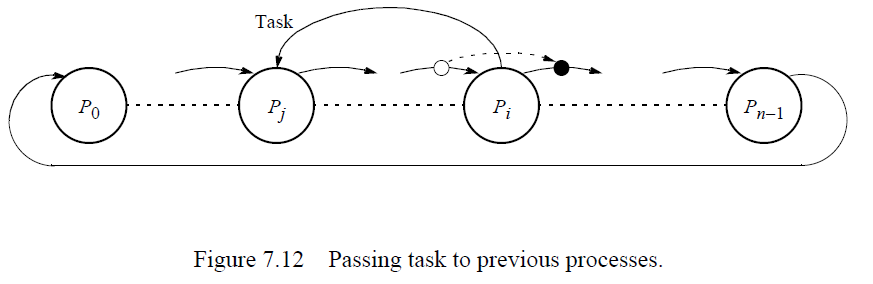 Task
P0
Pj
Pi
Pn–1
Figure 7.12 Passing task to previous processes.